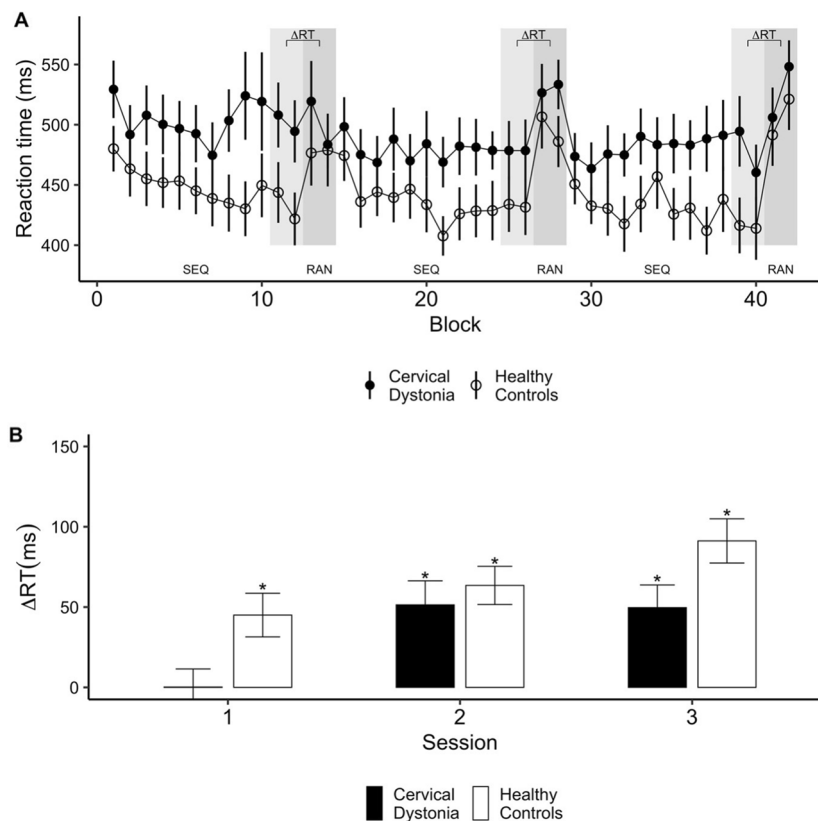 A
ΔRT ΔRT ΔRT
Reaction time (ms)
550
500
450
400
SEQ RAN SEQ RAN SEQ RAN
0 10 20 30 40
Block
Cervical Dystonia
Healthy Controls
B
ΔRT(ms)
150
100
50
0
* * * * *
1 2 3
Session
Cervical Dystonia
Healthy Controls